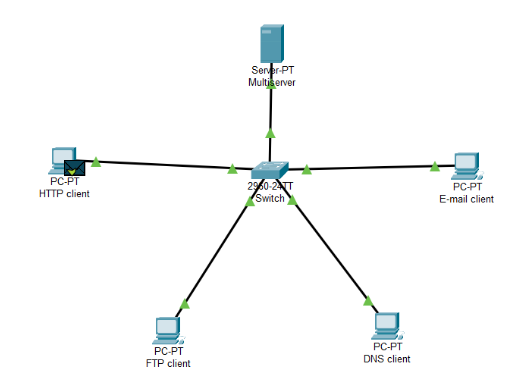 Server-PT
Multiserver
PC-PT
HTTP client
2960-24TT
Switch
PC-PT
E-mail client
PC-PT
FTP client
PC-PT
DNS client